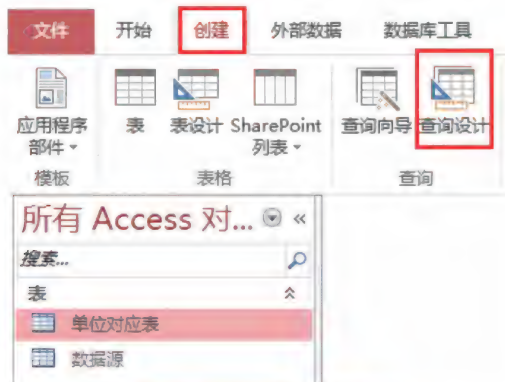 文件 开始 创建 外部数据 数据库工具
应用程序 表 表设计 SharePoint 查询向导 查询设计
部件 列表
模板 表格 查询
所有 Access 对... «
搜索...
表
单位对应表
数据源